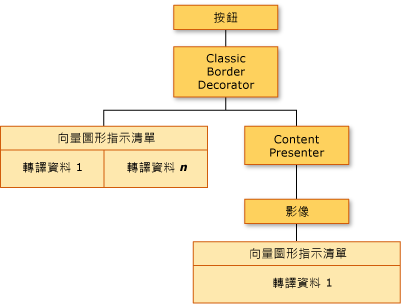 按鈕
Classic
Border
Decorator
向量圖形指示清單
轉譯資料 1
轉譯資料 n
Content
Presenter
影像
向量圖形指示清單
轉譯資料 1